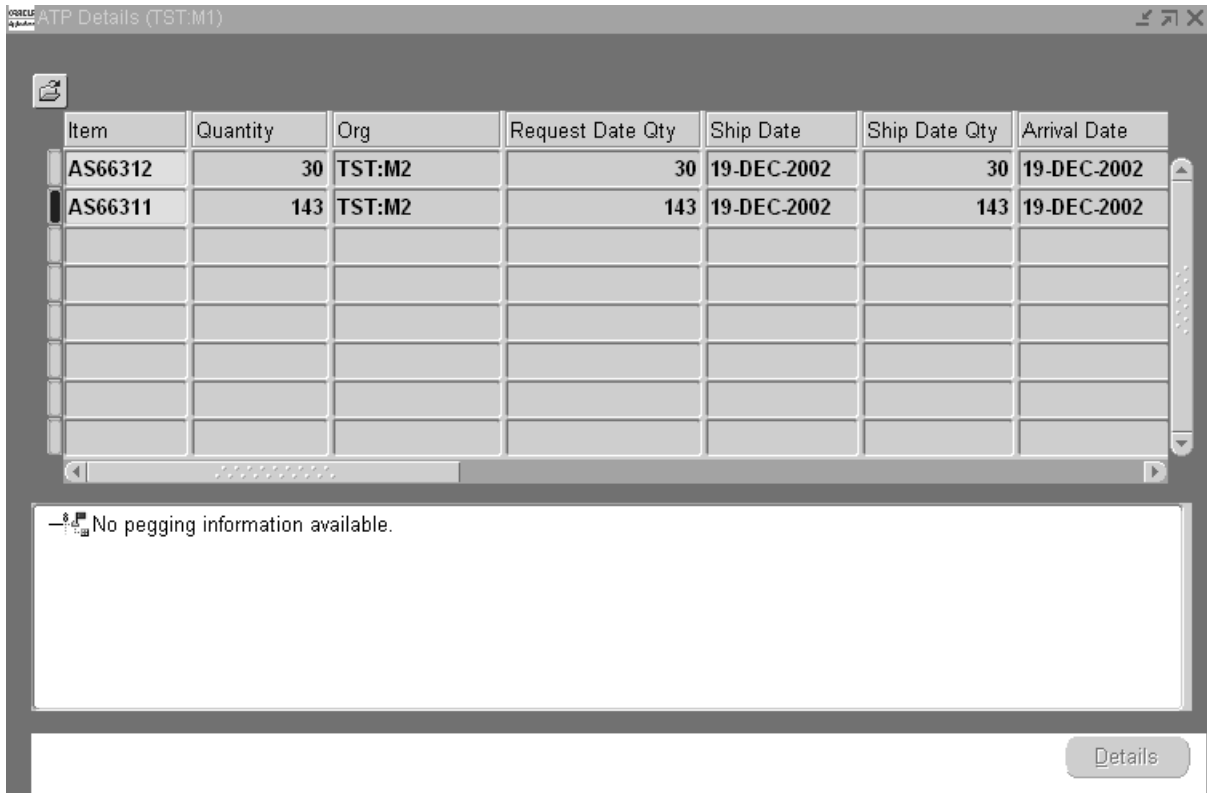 ORACLE
ATP Details (TST:M1)
Item Quantity Org Request Date Qty Ship Date Ship Date Qty Arrival Date
AS66312 30 TST:M2 30 19-DEC-2002 30 19-DEC-2002
AS66311 143 TST:M2 143 19-DEC-2002 143 19-DEC-2002
No pegging information available.
Details